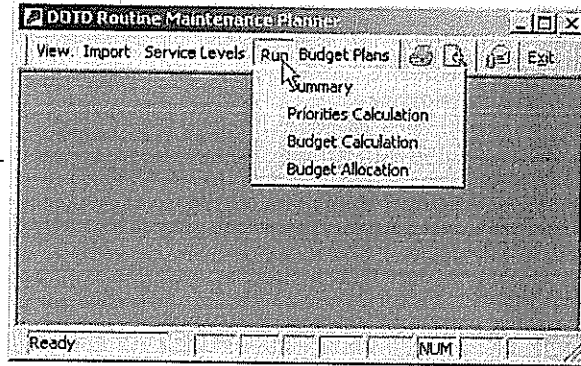 DOTD Routine Maintenance Planner
View Import Service Levels Run Budget Plans Exit
Summary
Priorities Calculation
Budget Calculation
Budget Allocation
Ready NUM